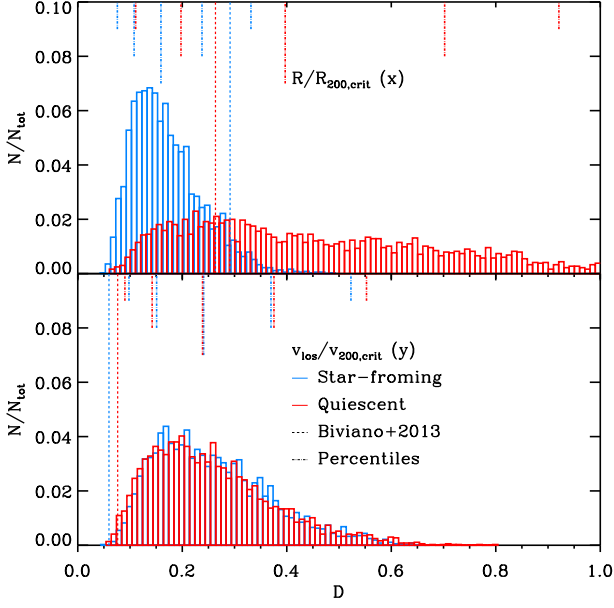 0.10
0.08
0.06
0.04
0.02
0.00
N/N_tot
R/R_200,crit (x)
0.08
0.06
0.04
0.02
0.00
N/N_tot
v_los/v_200,crit (y)
Star-froming
Quiescent
Biviano+2013
Percentiles
0.0 0.2 0.4 0.6 0.8 1.0
D